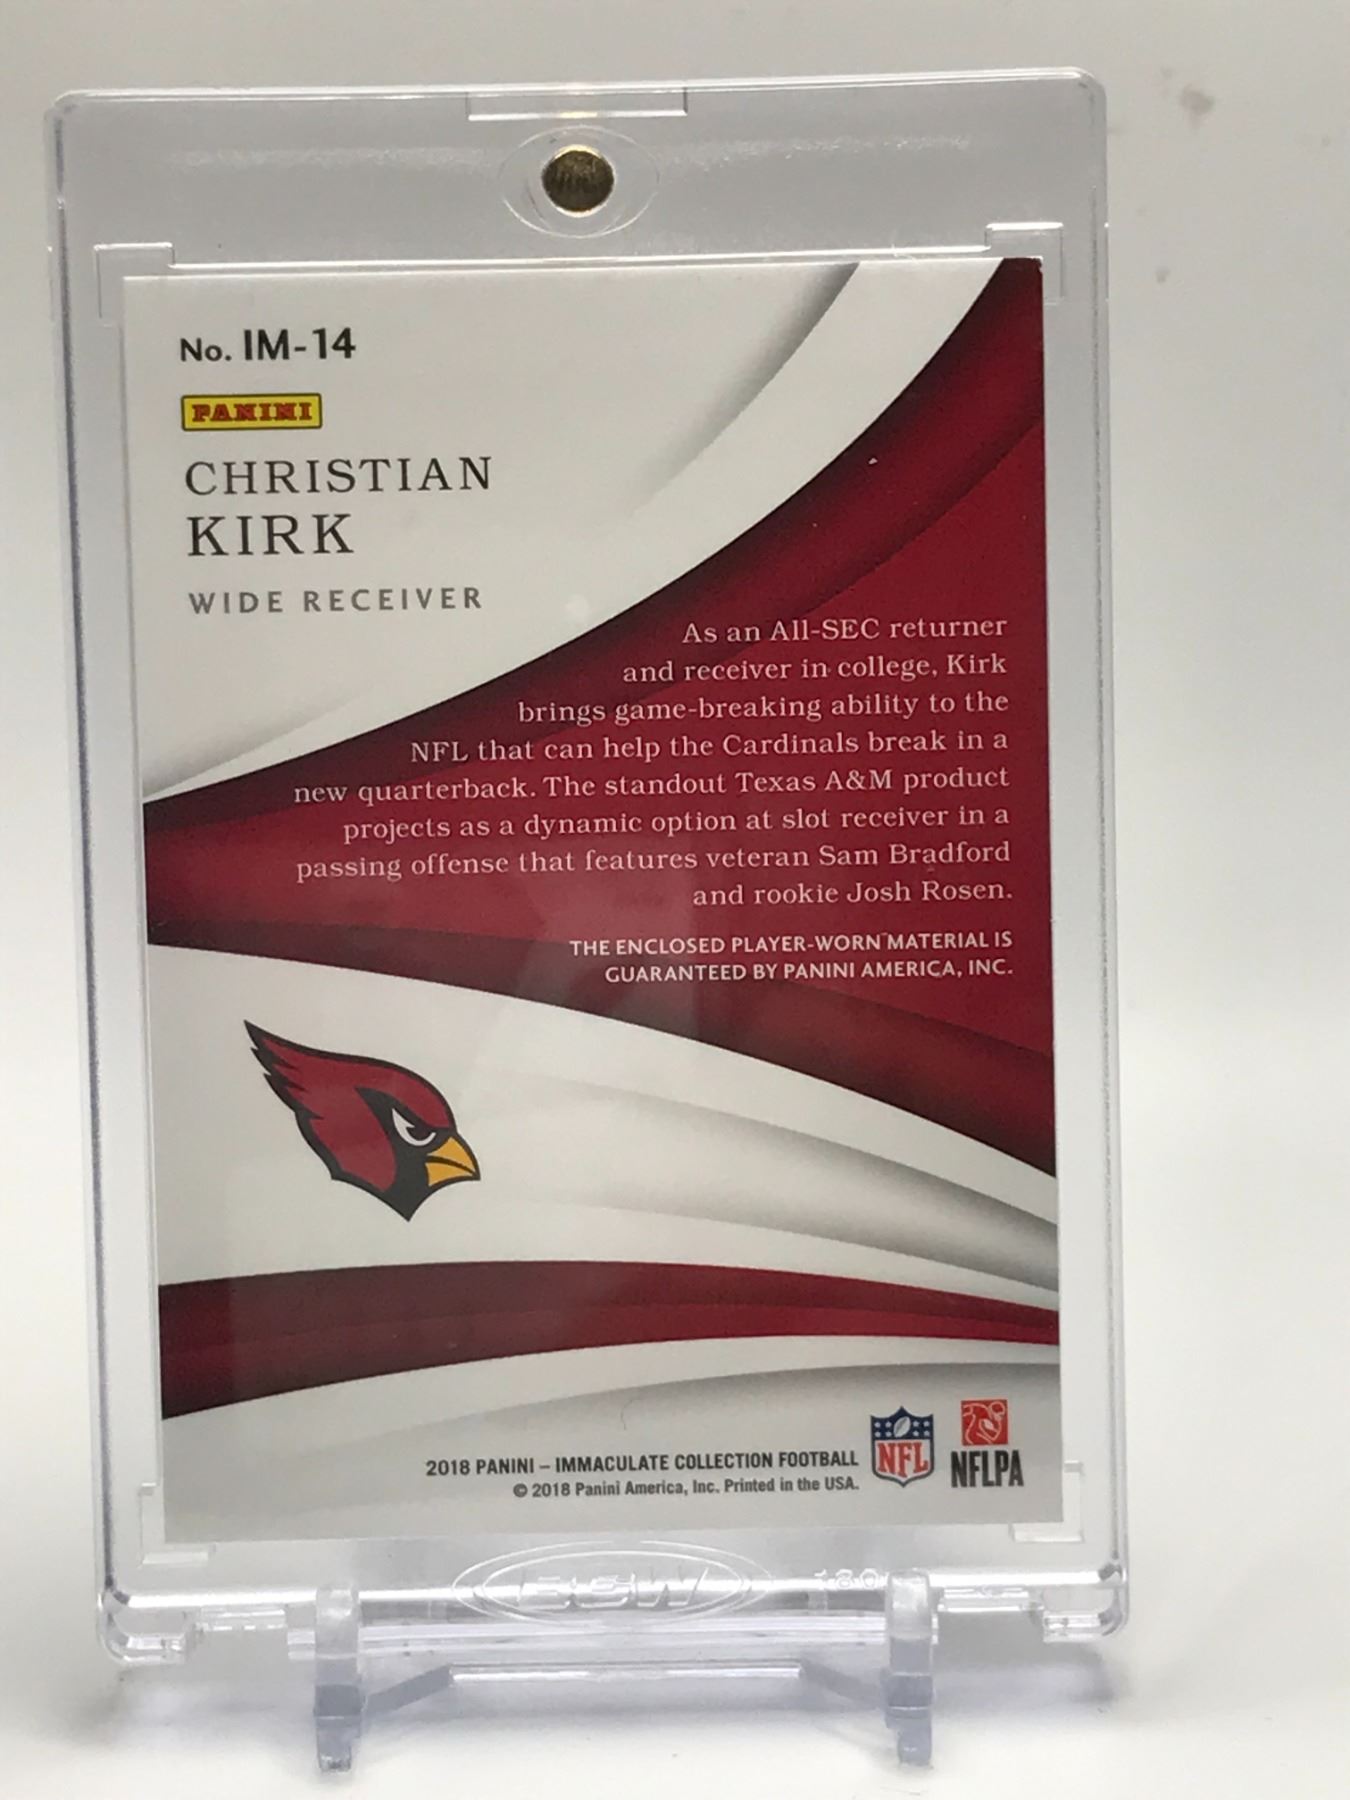 No. IM-14
PANINI
CHRISTIAN
KIRK
WIDE RECEIVER
As an All-SEC returner
and receiver in college, Kirk
brings game-breaking ability to the
NFL that can help the Cardinals break in a
new quarterback. The standout Texas A&M product
projects as a dynamic option at slot receiver in a
passing offense that features veteran Sam Bradford
and rookie Josh Rosen.
THE ENCLOSED PLAYER-WORN MATERIAL IS
GUARANTEED BY PANINI AMERICA, INC.
2018 PANINI – IMMACULATE COLLECTION FOOTBALL
© 2018 Panini America, Inc. Printed in the USA.
NFL
NFLPA
BCW
180